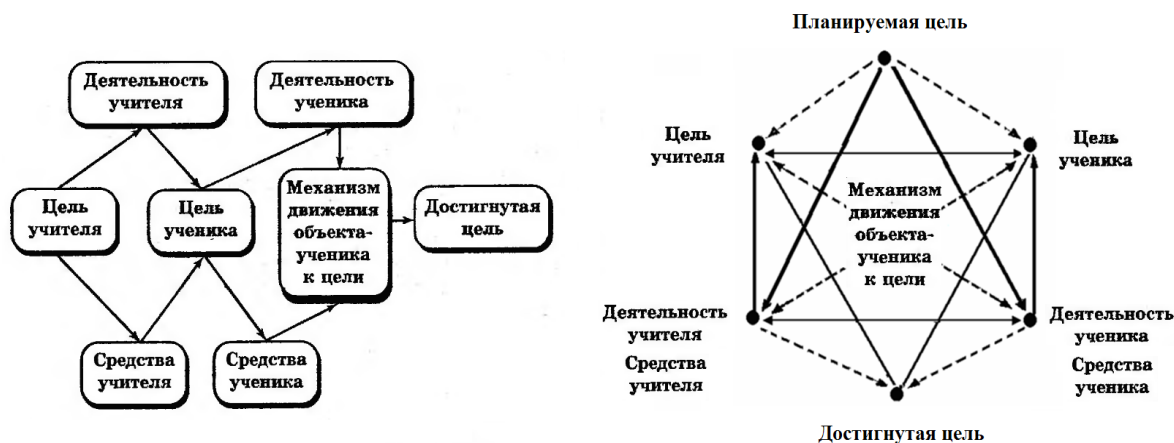 Деятельность
учителя
Деятельность
ученика
Цель
учителя
Цель
ученика
Механизм
движения
объекта-
ученика
к цели
Достигнутая
цель
Средства
учителя
Средства
ученика
Планируемая цель
Цель
учителя
Цель
ученика
Механизм
движения
объекта-
ученика
к цели
Деятельность
учителя
Средства
учителя
Деятельность
ученика
Средства
ученика
Достигнутая цель